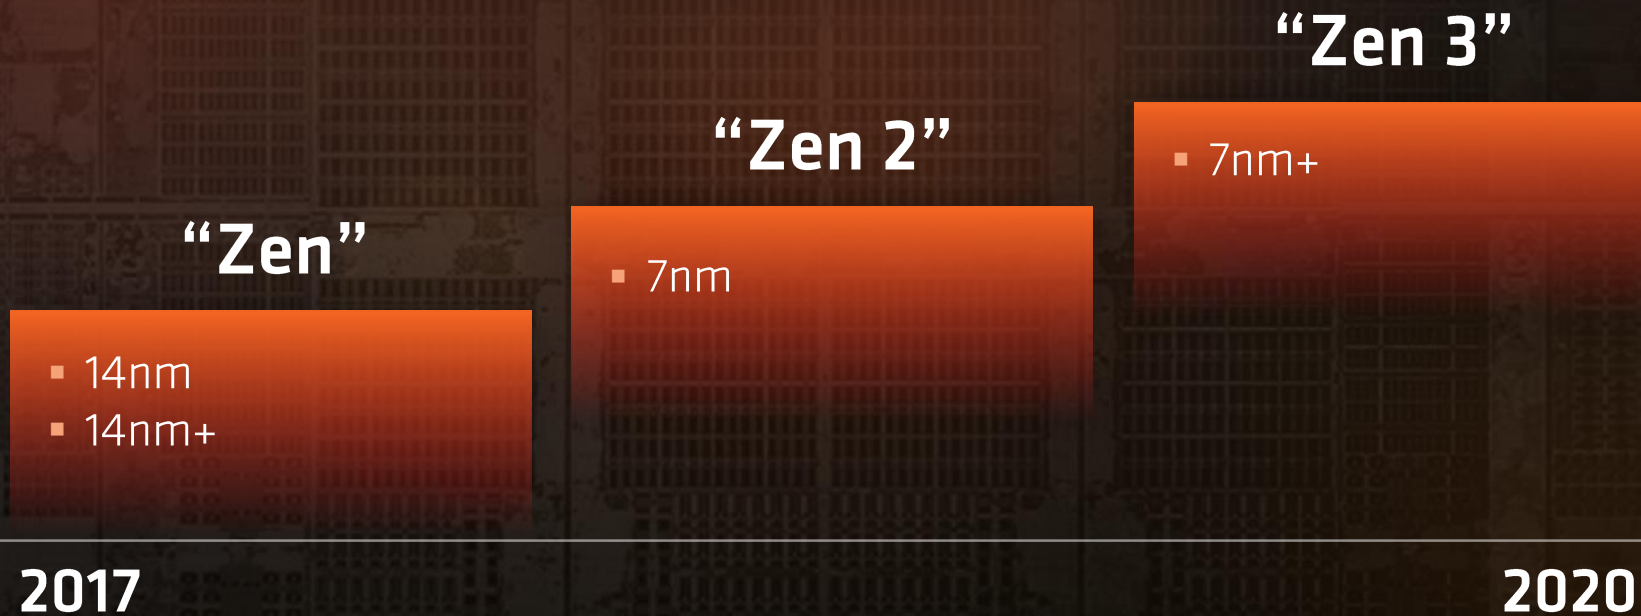 “Zen”
14nm
14nm+
“Zen 2”
7nm
“Zen 3”
7nm+
2017
2020